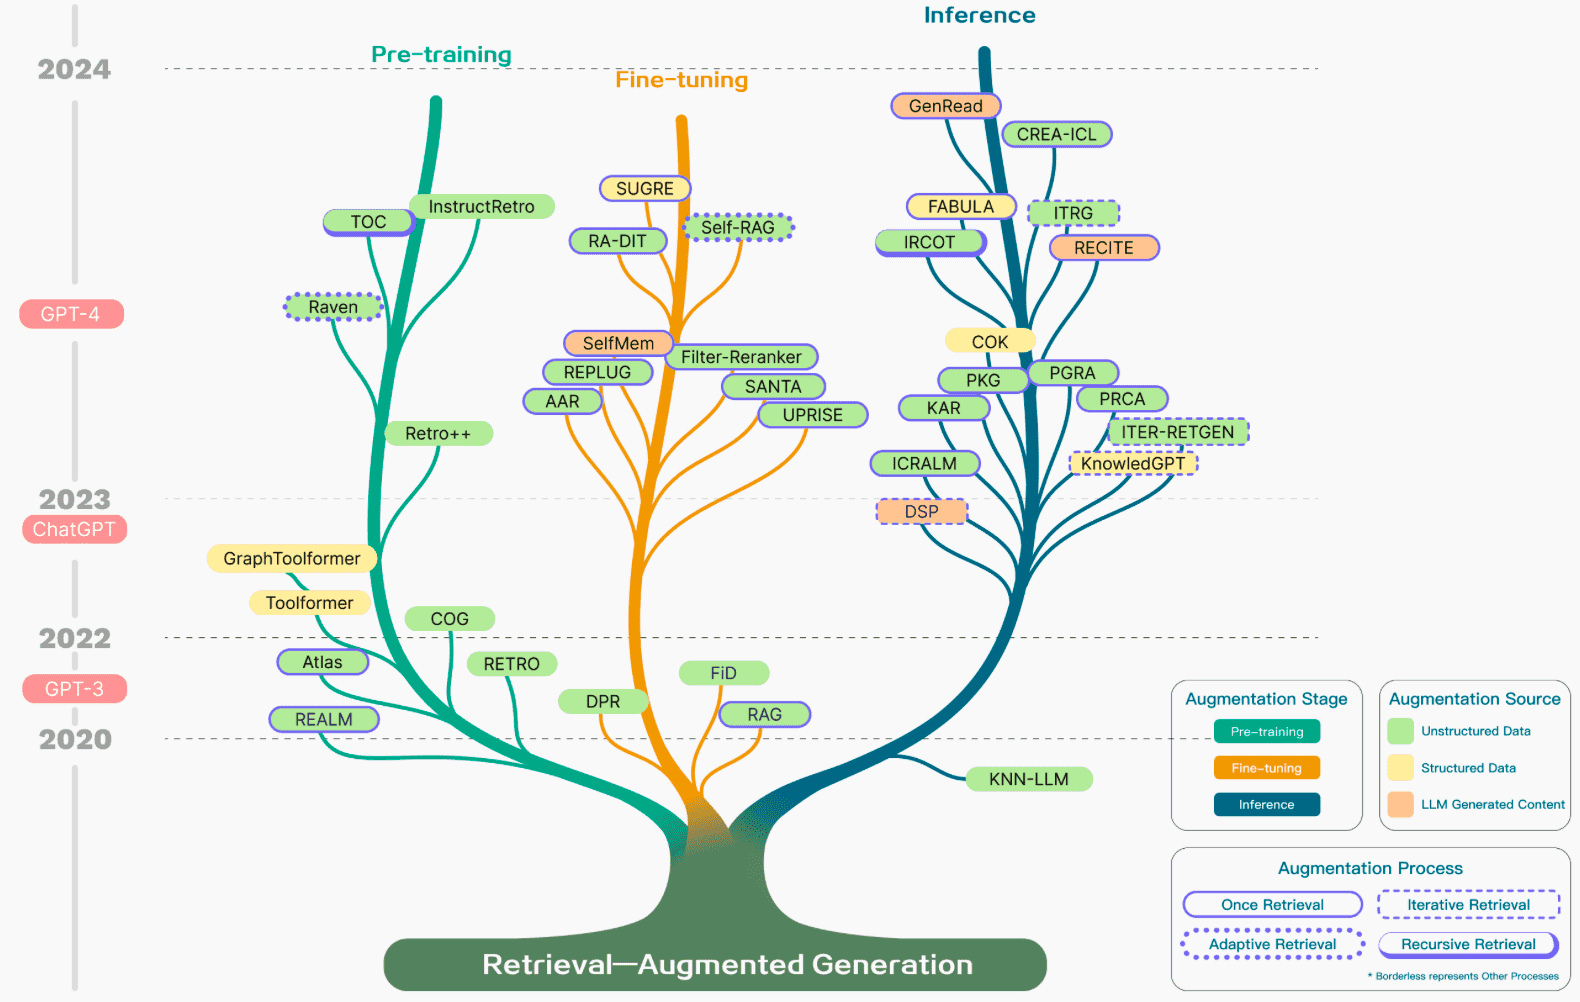 Inference
Pre-training
2024
Fine-tuning
GenRead
CREA-ICL
SUGRE
InstructRetro
FABULA
ITRG
TOC
Self-RAG
RA-DIT
IRCOT
RECITE
Raven
GPT-4
SelfMem
COK
Filter-Reranker
REPLUG
PGRA
PKG
SANTA
AAR
PRCA
KAR
UPRISE
Retro++
ITER-RETGEN
ICRALM
KnowledGPT
2023
DSP
ChatGPT
GraphToolformer
Toolformer
COG
2022
Atlas
RETRO
FiD
GPT-3
DPR
RAG
REALM
2020
KNN-LLM
Augmentation Stage
Pre-training
Fine-tuning
Inference
Augmentation Source
Unstructured Data
Structured Data
LLM Generated Content
Augmentation Process
Once Retrieval
Iterative Retrieval
Adaptive Retrieval
Recursive Retrieval
* Borderless represents Other Processes
Retrieval—Augmented Generation